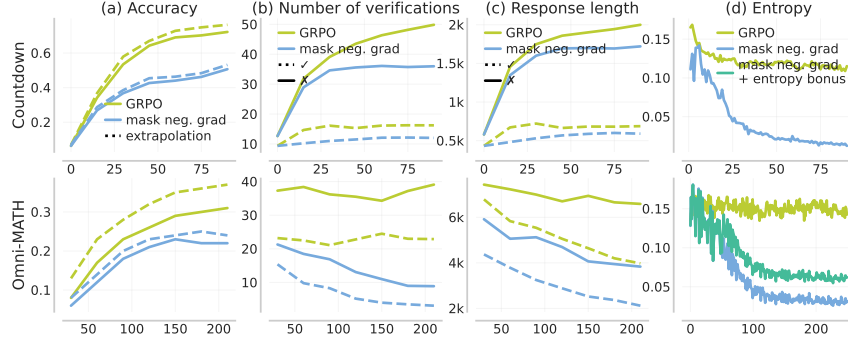 (a) Accuracy
(b) Number of verifications
(c) Response length
(d) Entropy
Countdown
0.6
0.4
0.2
GRPO
mask neg. grad
extrapolation
0 25 50 75
50
40
30
20
10
GRPO
mask neg. grad
✓
✗
0 25 50 75
2k
1.5k
1k
0.5k
GRPO
mask neg. grad
✓
✗
0 25 50 75
0.15
0.10
0.05
GRPO
mask neg. grad
mask neg. grad
+ entropy bonus
0 25 50 75
Omni-MATH
0.3
0.2
0.1
50 100 150 200
40
30
20
10
50 100 150 200
6k
4k
2k
50 100 150 200
0.15
0.10
0.05
0 100 200